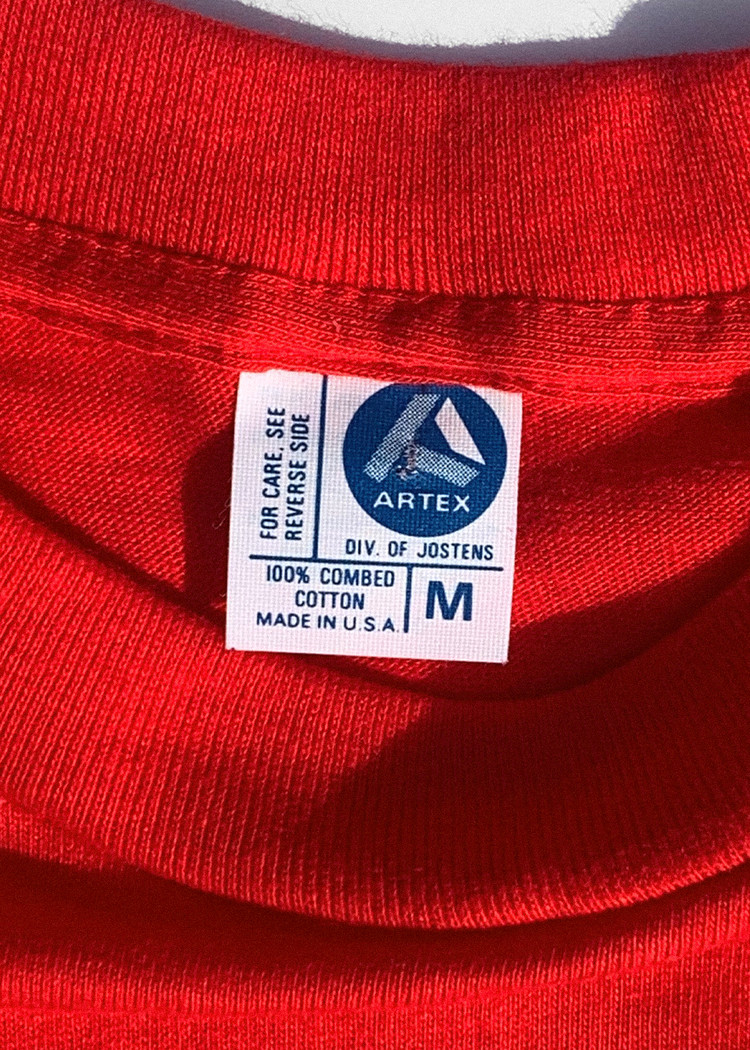 FOR CARE, SEE
REVERSE SIDE
ARTEX
DIV. OF JOSTENS
100% COMBED
COTTON
MADE IN U.S.A.
M